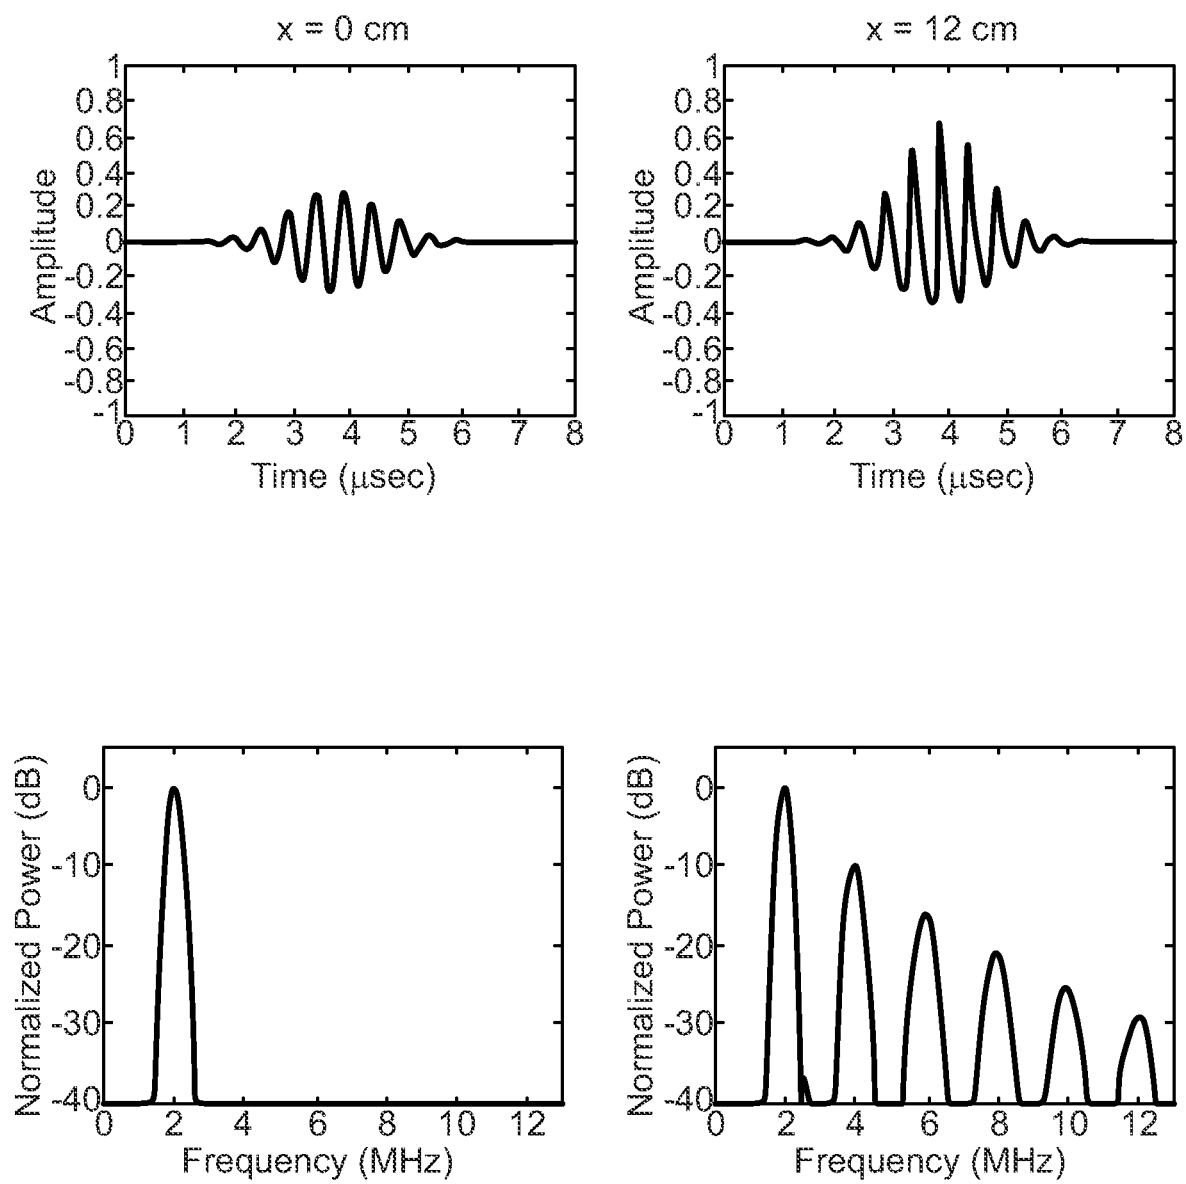 x = 0 cm
1
0.8
0.6
0.4
0.2
0
-0.2
-0.4
-0.6
-0.8
-1
Amplitude
0 1 2 3 4 5 6 7 8
Time (μsec)
x = 12 cm
1
0.8
0.6
0.4
0.2
0
-0.2
-0.4
-0.6
-0.8
-1
Amplitude
0 1 2 3 4 5 6 7 8
Time (μsec)
0
-10
-20
-30
-40
Normalized Power (dB)
0 2 4 6 8 10 12
Frequency (MHz)
0
-10
-20
-30
-40
Normalized Power (dB)
0 2 4 6 8 10 12
Frequency (MHz)